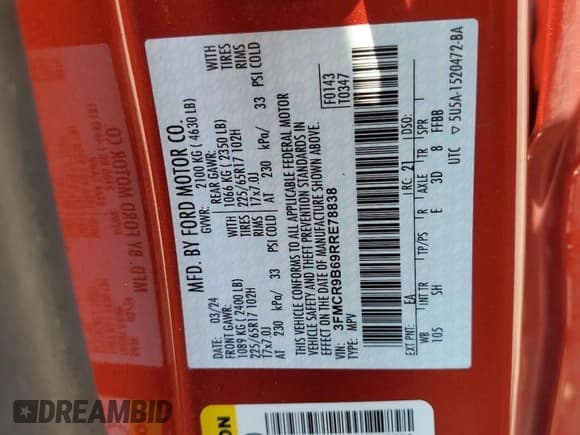 MFD. BY FORD MOTOR CO.
DATE: 03/24 GVWR: 2100 KG ( 4630 LB)
FRONT GAWR: REAR GAWR:
1089 KG ( 2400 LB) 1066 KG ( 2350 LB) WITH
225/65R17 102H 225/65R17 102H TIRES
17x7.0J 17x7.0J RIMS
AT 230 kPa/ 33 PSI COLD AT 230 kPa/ 33 PSI COLD
WITH
TIRES
RIMS
THIS VEHICLE CONFORMS TO ALL APPLICABLE FEDERAL MOTOR
VEHICLE SAFETY AND THEFT PREVENTION STANDARDS IN
EFFECT ON THE DATE OF MANUFACTURE SHOWN ABOVE.
VIN: 3FMCR9B69RRE78838
TYPE: MPV
F0143
T0347
EXT PNT: EA RC: 21 DSO:
WB INT TR TP/PS R AXLE TR SPR
105 SH E 3D 8 FFBB
UTC ▽ 5U5A-1520472-BA
MFD. BY FORD MOTOR CO.
ON
DREAMBID